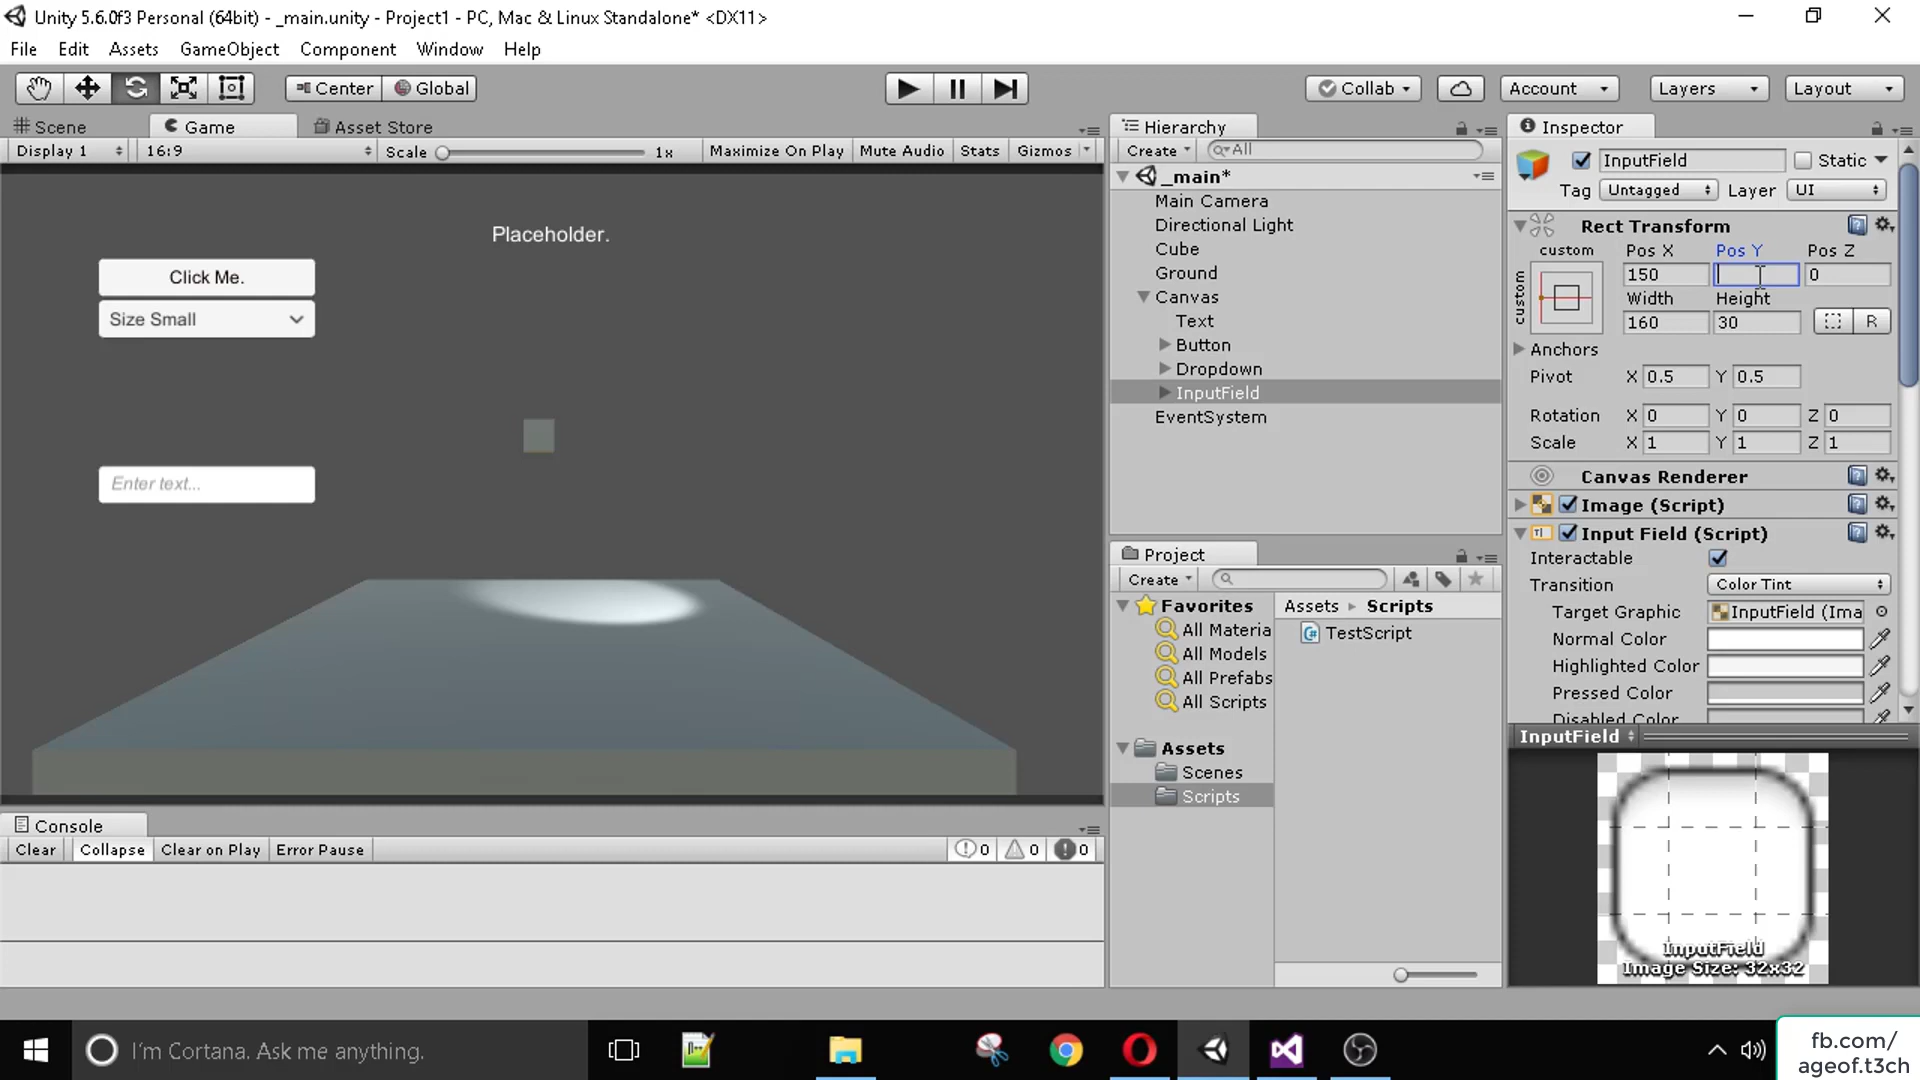 Unity 5.6.0f3 Personal (64bit) - _main.unity - Project1 - PC, Mac & Linux Standalone* <DX11>
File Edit Assets GameObject Component Window Help
Center Global Collab Account Layers Layout
Scene Game Asset Store
Display 1 16:9 Scale 1x Maximize On Play Mute Audio Stats Gizmos
Placeholder.
Click Me.
Size Small
Enter text...
Hierarchy
Create All
_main*
Main Camera
Directional Light
Cube
Ground
Canvas
Text
Button
Dropdown
InputField
EventSystem
Project
Create
Favorites
All Materia
All Models
All Prefabs
All Scripts
Assets
Scenes
Scripts
Assets Scripts
TestScript
Inspector
InputField Static
Tag Untagged Layer UI
Rect Transform
custom Pos X Pos Y Pos Z
custom
150 0
Width Height
160 30 R
Anchors
Pivot X 0.5 Y 0.5
Rotation X 0 Y 0 Z 0
Scale X 1 Y 1 Z 1
Canvas Renderer
Image (Script)
Input Field (Script)
Interactable
Transition Color Tint
Target Graphic InputField (Ima
Normal Color
Highlighted Color
Pressed Color
Disabled Color
InputField
InputField
Image Size: 32x32
Console
Clear Collapse Clear on Play Error Pause 0 0 0
I'm Cortana. Ask me anything.
fb.com/
ageof.t3ch